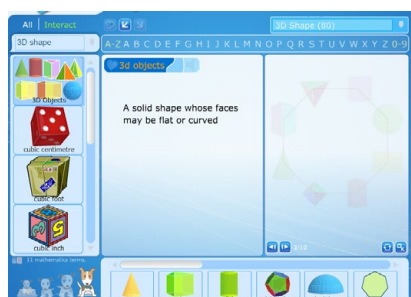 All | Interact
3D Shape (80)
3D shape
A-Z A B C D E F G H I J K L M N O P Q R S T U V W X Y Z 0-9
3D Objects
3d objects
A solid shape whose faces
may be flat or curved
cubic centimetre
cubic foot
cubic inch
3/10
11 mathematics terms